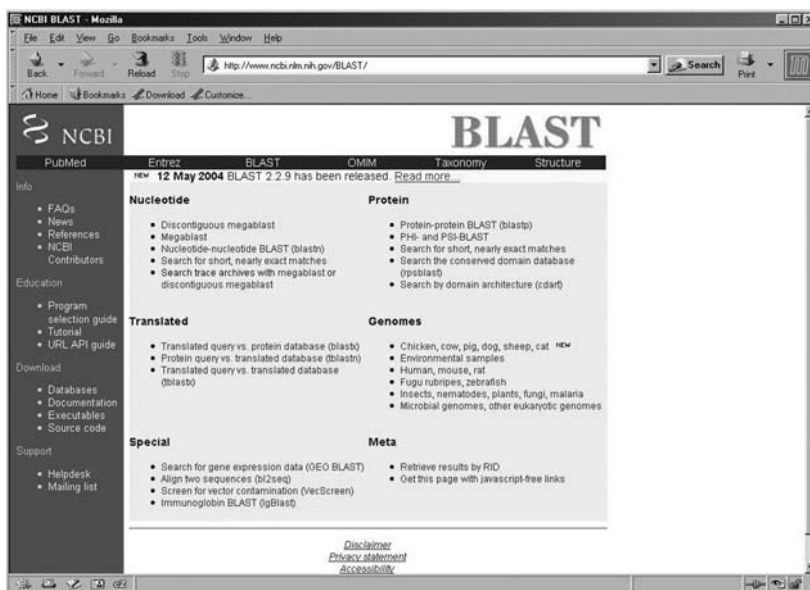 NCBI BLAST - Mozilla
File Edit View Go Bookmarks Tools Window Help
Back Forward Reload Stop http://www.ncbi.nlm.nih.gov/BLAST/ Search Print
Home Bookmarks Download Customize...
NCBI
BLAST
PubMed Entrez BLAST OMIM Taxonomy Structure
NEW 12 May 2004 BLAST 2.2.9 has been released. Read more...
Info
• FAQs
• News
• References
• NCBI
Contributors
Education
• Program
selection guide
• Tutorial
• URL API guide
Download
• Databases
• Documentation
• Executables
• Source code
Support
• Helpdesk
• Mailing list
Nucleotide
• Discontiguous megablast
• Megablast
• Nucleotide-nucleotide BLAST (blastn)
• Search for short, nearly exact matches
• Search trace archives with megablast or
discontiguous megablast
Protein
• Protein-protein BLAST (blastp)
• PHI- and PSI-BLAST
• Search for short, nearly exact matches
• Search the conserved domain database
(rpsblast)
• Search by domain architecture (cdart)
Translated
• Translated query vs. protein database (blastx)
• Protein query vs. translated database (tblastn)
• Translated query vs. translated database
(tblastx)
Genomes
• Chicken, cow, pig, dog, sheep, cat NEW
• Environmental samples
• Human, mouse, rat
• Fugu rubripes, zebrafish
• Insects, nematodes, plants, fungi, malaria
• Microbial genomes, other eukaryotic genomes
Special
• Search for gene expression data (GEO BLAST)
• Align two sequences (bl2seq)
• Screen for vector contamination (VecScreen)
• Immunoglobin BLAST (IgBlast)
Meta
• Retrieve results by RID
• Get this page with javascript-free links
Disclaimer
Privacy statement
Accessibility